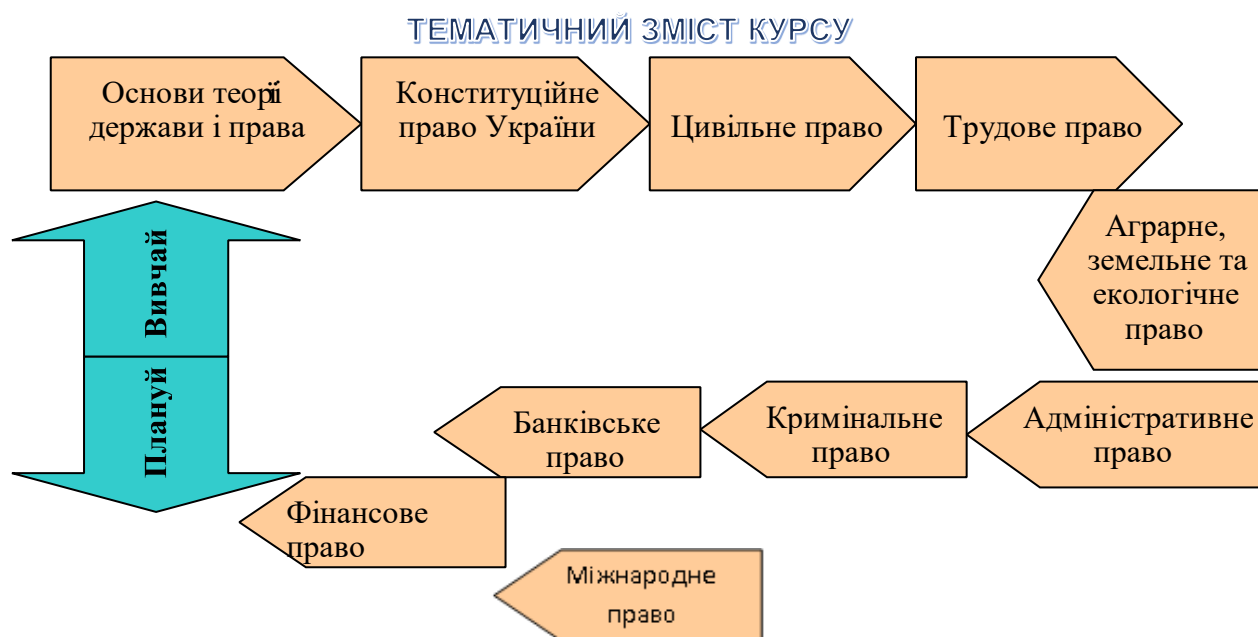 ТЕМАТИЧНИЙ ЗМІСТ КУРСУ
Основи теорії
держави і права
Конституційне
право України
Цивільне право
Трудове право
Аграрне,
земельне та
екологічне
право
Вивчай
Плануй
Адміністративне
право
Кримінальне
право
Банківське
право
Фінансове
право
Міжнародне
право